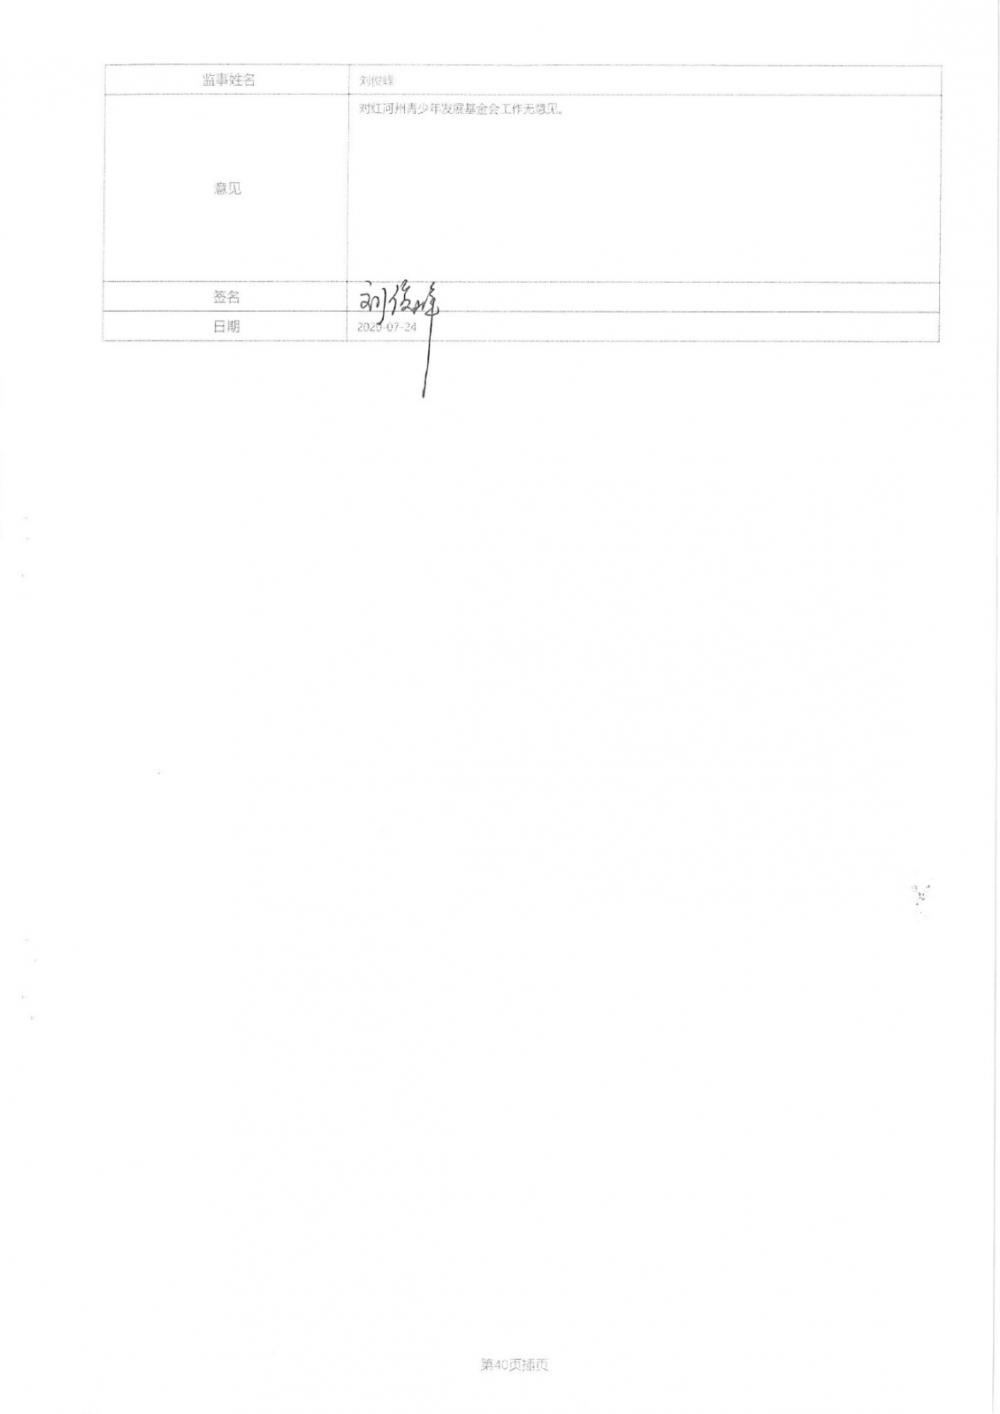 监事姓名 刘俊峰
对红河州青少年发展基金会工作无意见。
意见
签名 刘俊峰
日期 2020-07-24
第40页插页